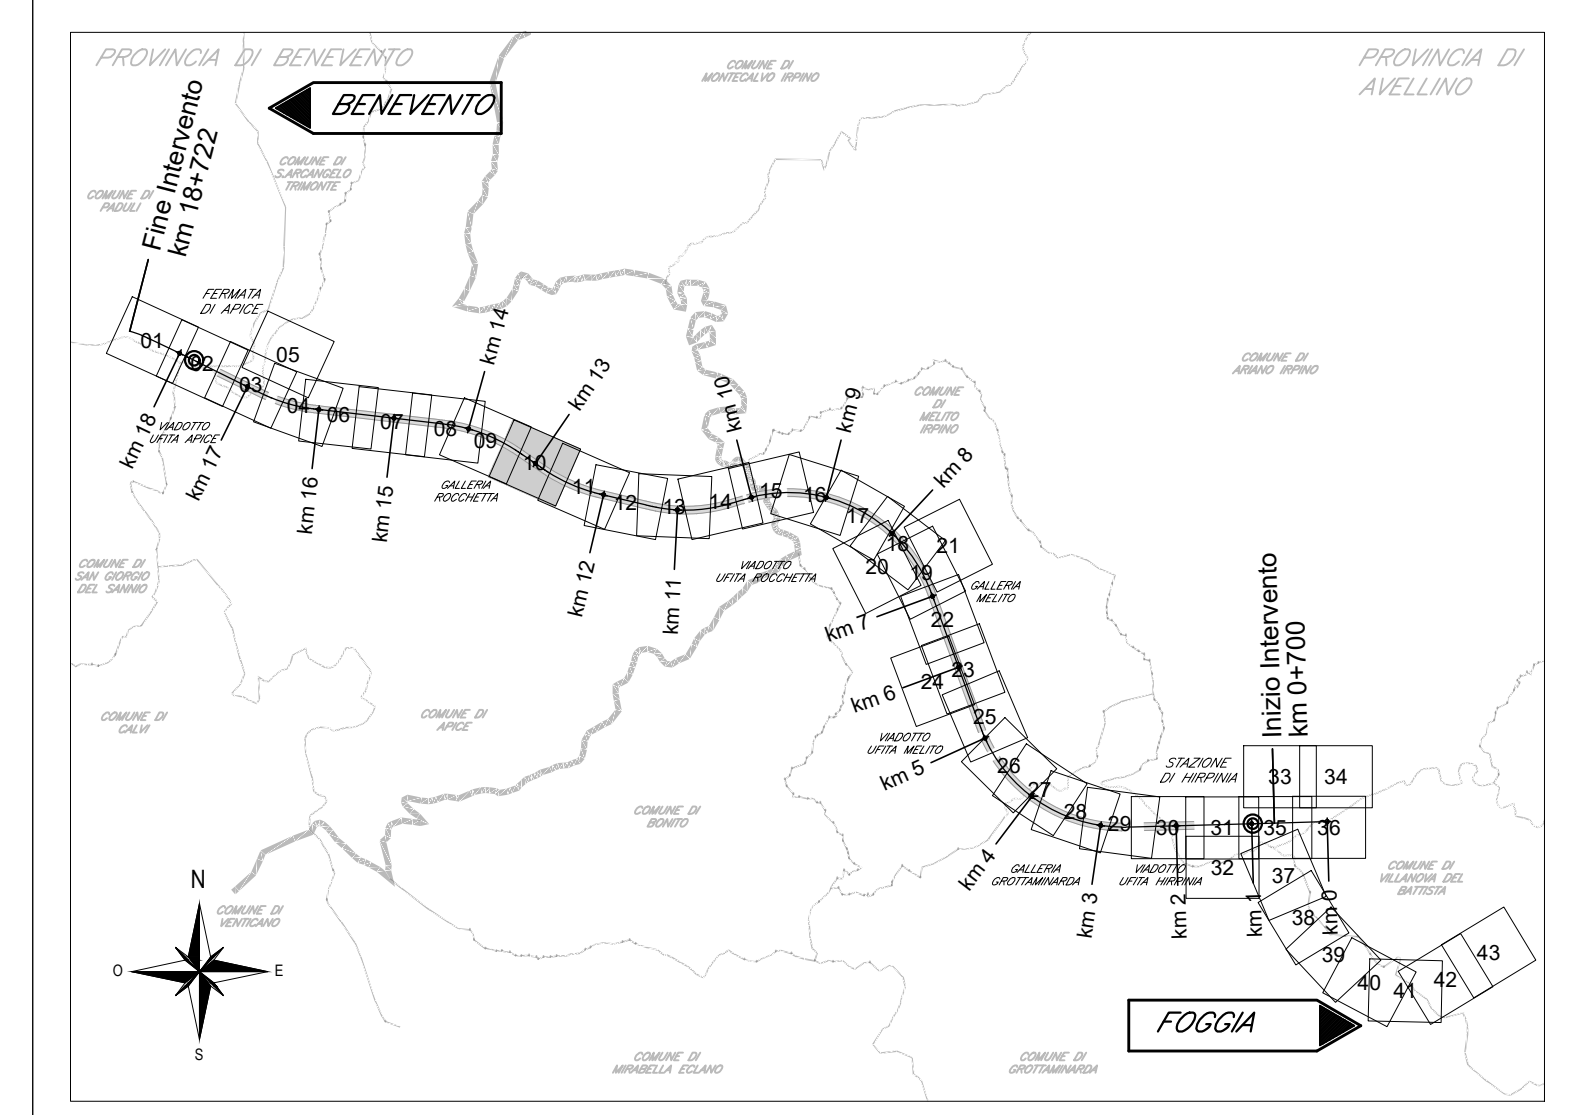 PROVINCIA DI BENEVENTO
PROVINCIA DI
AVELLINO
BENEVENTO
COMUNE DI
MONTECALVO IRPINO
Fine Intervento
km 18+722
COMUNE DI
S.ARCANGELO
TRIMONTE
COMUNE DI
PADULI
FERMATA
DI APICE
01
02
03
04
05
06
07
08
09
10
11
12
13
14
15
16
17
18
19
20
21
22
23
24
25
26
27
28
29
30
31
32
33
34
35
36
37
38
39
40
41
42
43
km 18
km 17
km 16
km 15
km 14
km 13
km 12
km 11
km 10
km 9
km 8
km 7
km 6
km 5
km 4
km 3
km 2
km 1
km 0
VIADOTTO
UFITA APICE
GALLERIA
ROCCHETTA
COMUNE DI
ARIANO IRPINO
COMUNE
DI
MELITO
IRPINO
VIADOTTO
UFITA ROCCHETTA
GALLERIA
MELITO
COMUNE DI
SAN GIORGIO
DEL SANNIO
Inizio Intervento
km 0+700
COMUNE DI
CALVI
COMUNE DI
APICE
VIADOTTO
UFITA MELITO
STAZIONE
DI HIRPINIA
COMUNE DI
BONITO
GALLERIA
GROTTAMINARDA
VIADOTTO
UFITA HIRPINIA
COMUNE DI
VILLANOVA DEL
BATTISTA
COMUNE DI
VENTICANO
N
O
E
S
FOGGIA
COMUNE DI
MIRABELLA ECLANO
COMUNE DI
GROTTAMINARDA